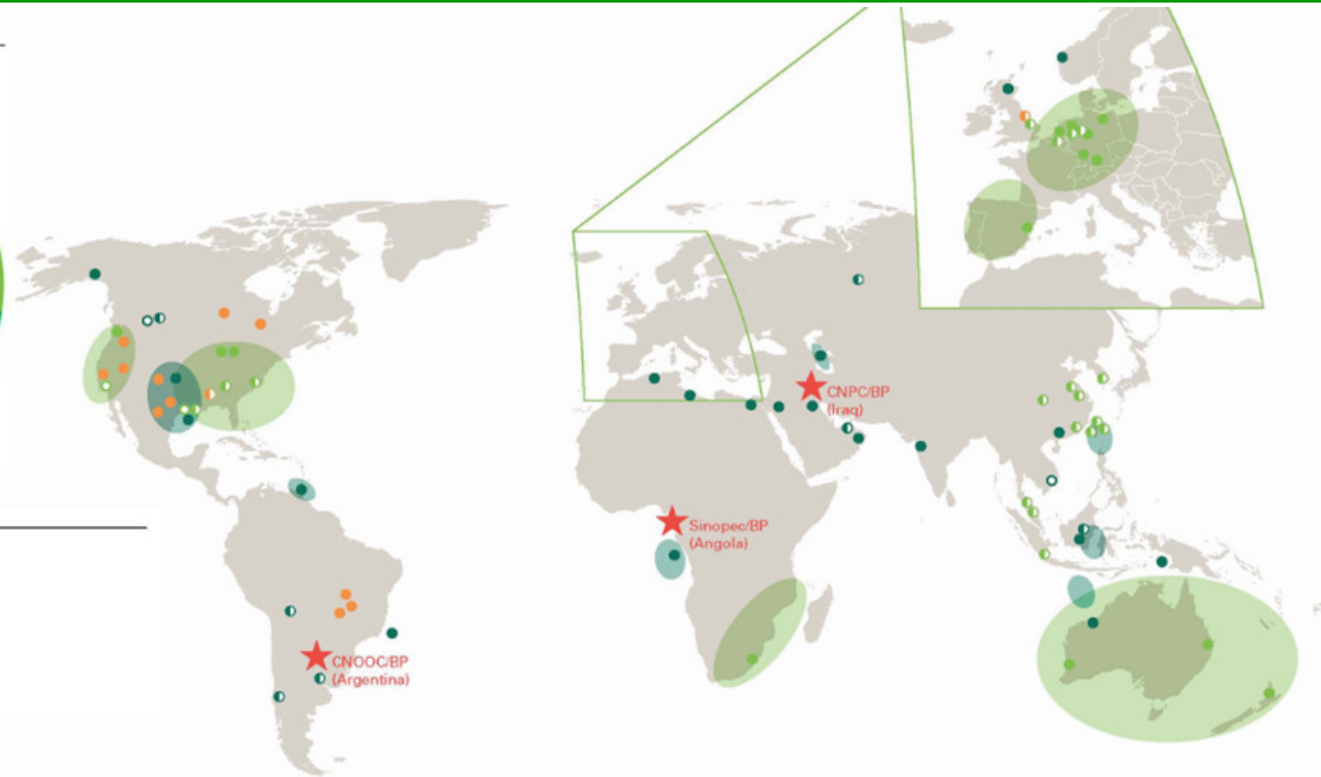 CNPC/BP
(Iraq)
Sinopec/BP
(Angola)
CNOOC/BP
(Argentina)